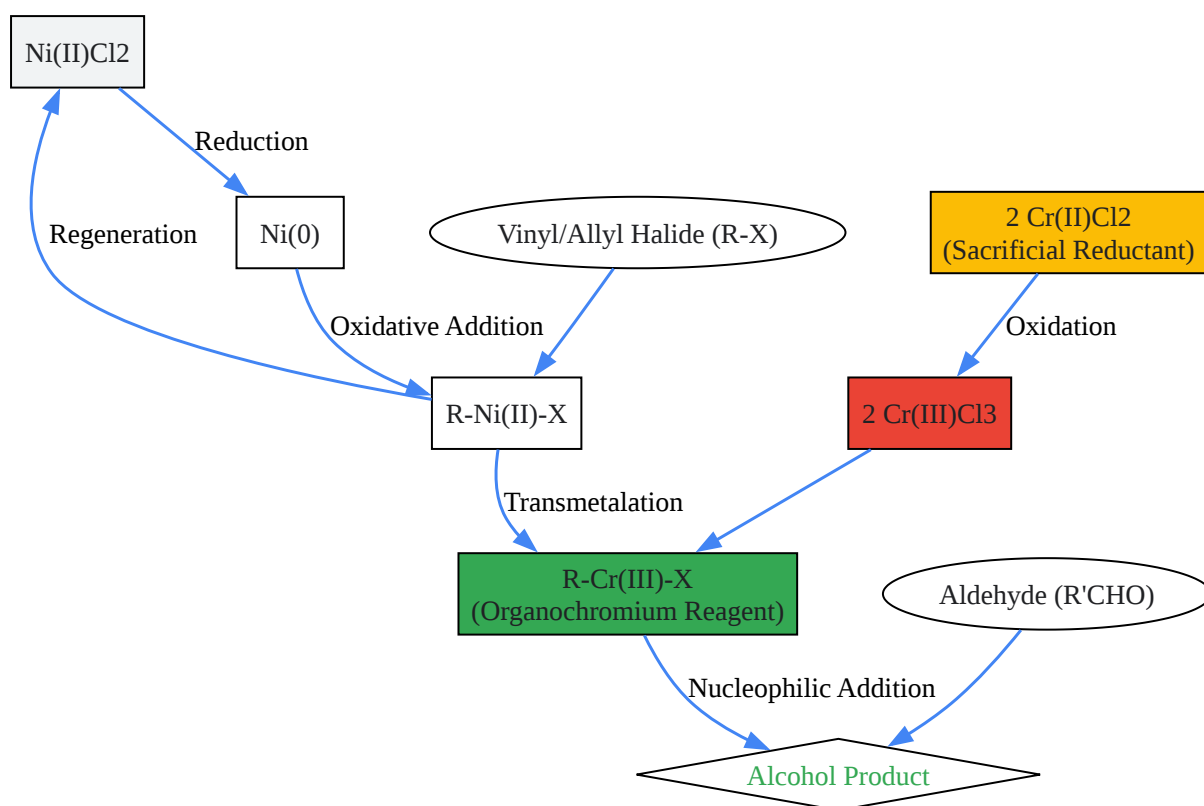 Ni(II)Cl2
Reduction
Regeneration
Ni(0)
Vinyl/Allyl Halide (R-X)
2 Cr(II)Cl2
(Sacrificial Reductant)
Oxidative Addition
Oxidation
R-Ni(II)-X
2 Cr(III)Cl3
Transmetalation
R-Cr(III)-X
(Organochromium Reagent)
Aldehyde (R'CHO)
Nucleophilic Addition
Alcohol Product